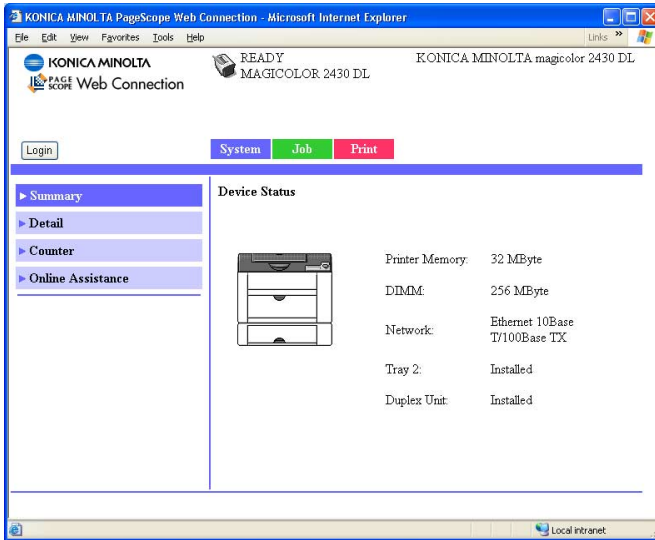 KONICA MINOLTA PageScope Web Connection - Microsoft Internet Explorer
File Edit View Favorites Tools Help
Links »
KONICA MINOLTA
PAGE SCOPE Web Connection
READY
MAGICOLOR 2430 DL
KONICA MINOLTA magicolor 2430 DL
Login
System Job Print
Summary
Detail
Counter
Online Assistance
Device Status
Printer Memory: 32 MByte
DIMM: 256 MByte
Network: Ethernet 10Base
T/100Base TX
Tray 2: Installed
Duplex Unit: Installed
Local intranet